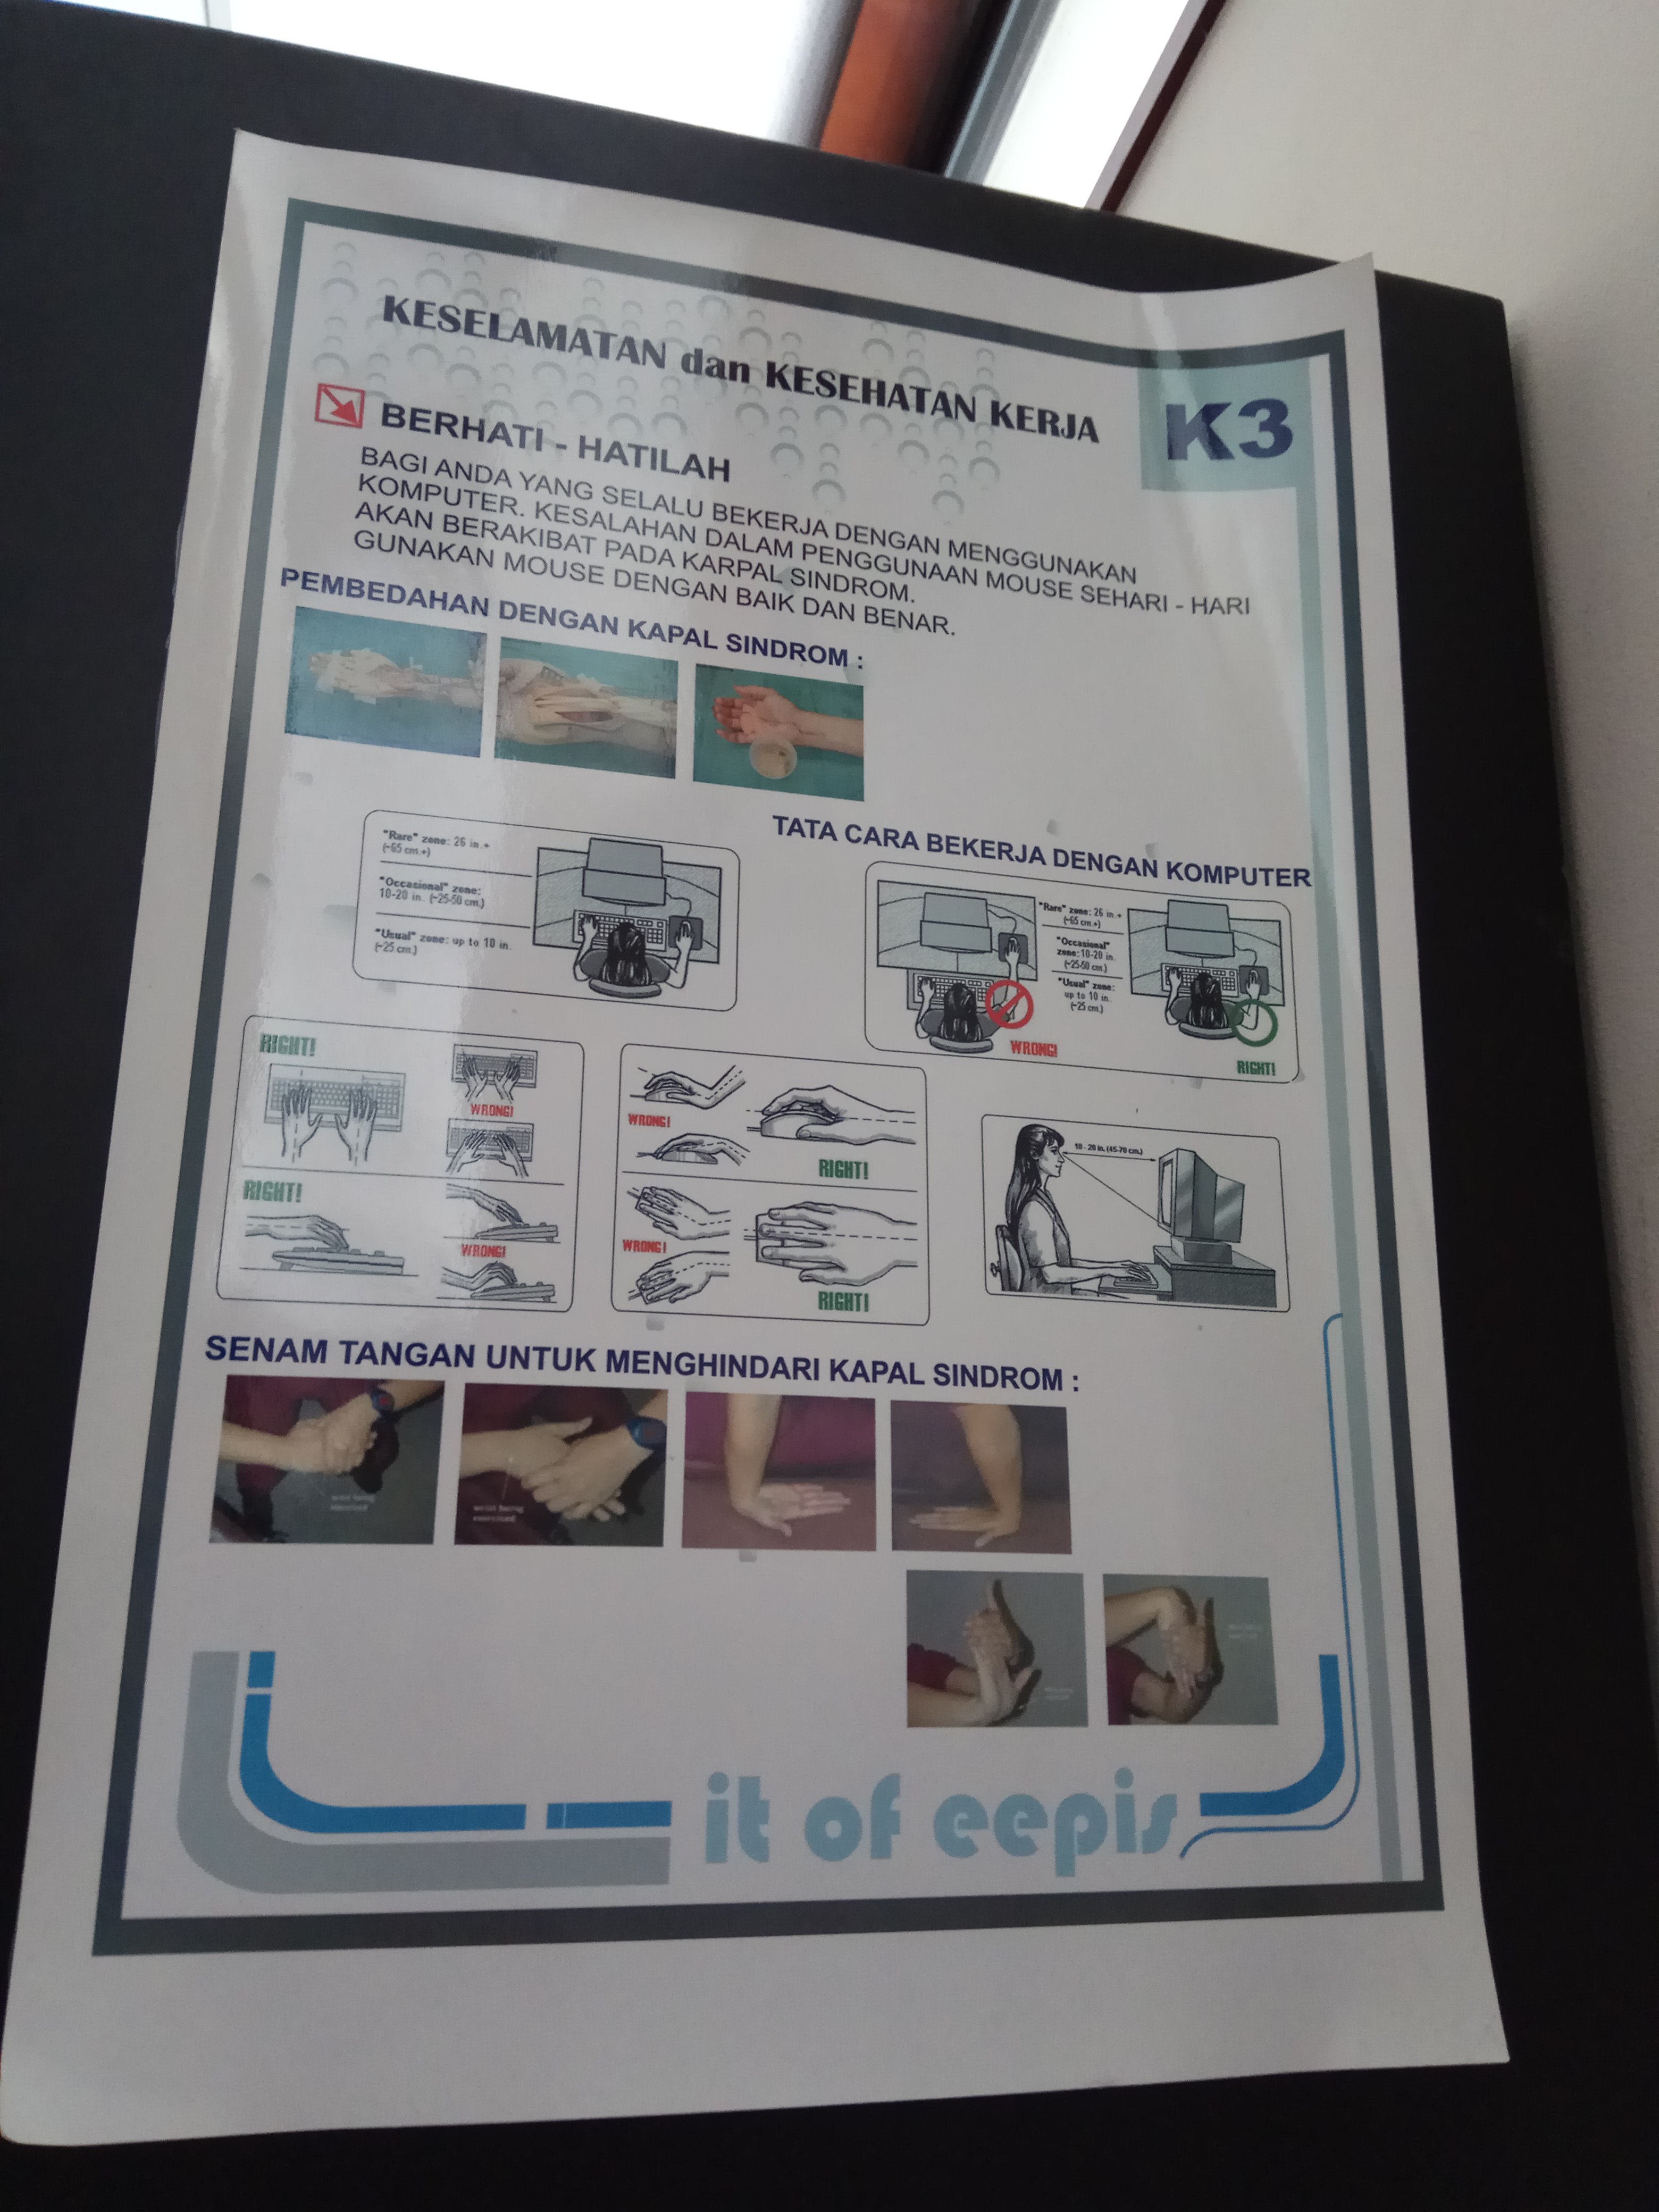 KESELAMATAN dan KESEHATAN KERJA
K3
BERHATI - HATILAH
BAGI ANDA YANG SELALU BEKERJA DENGAN MENGGUNAKAN
KOMPUTER. KESALAHAN DALAM PENGGUNAAN MOUSE SEHARI - HARI
AKAN BERAKIBAT PADA KARPAL SINDROM.
GUNAKAN MOUSE DENGAN BAIK DAN BENAR.
PEMBEDAHAN DENGAN KAPAL SINDROM :
"Rare" zone: 26 in.+
(~65 cm.+)
"Occasional" zone:
10-20 in. (~25-50 cm.)
"Usual" zone: up to 10 in.
(~25 cm.)
TATA CARA BEKERJA DENGAN KOMPUTER
"Rare" zone: 26 in.+
(~65 cm.+)
"Occasional"
zone: 10-20 in.
(~25-50 cm.)
"Usual" zone:
up to 10 in.
(~25 cm.)
WRONG!
RIGHT!
RIGHT!
WRONG!
RIGHT!
WRONG!
WRONG!
RIGHT!
WRONG!
RIGHT!
18 - 28 in. (45-70 cm.)
SENAM TANGAN UNTUK MENGHINDARI KAPAL SINDROM :
wrist being
exercised
wrist being
exercised
it of eepis